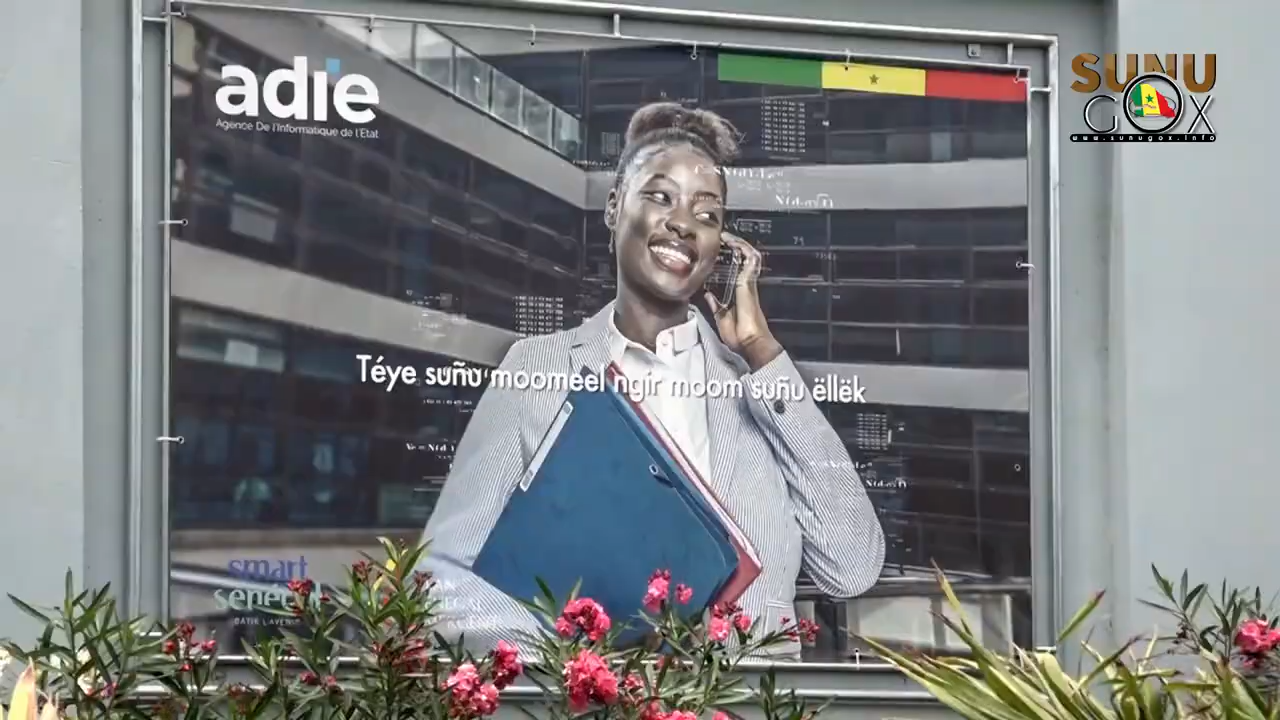 adie
Agence De l'Informatique de l'Etat
SUNU
GOX
www.sunugox.info
Téye suñu moomeel ngir moom suñu ëllëk
smart